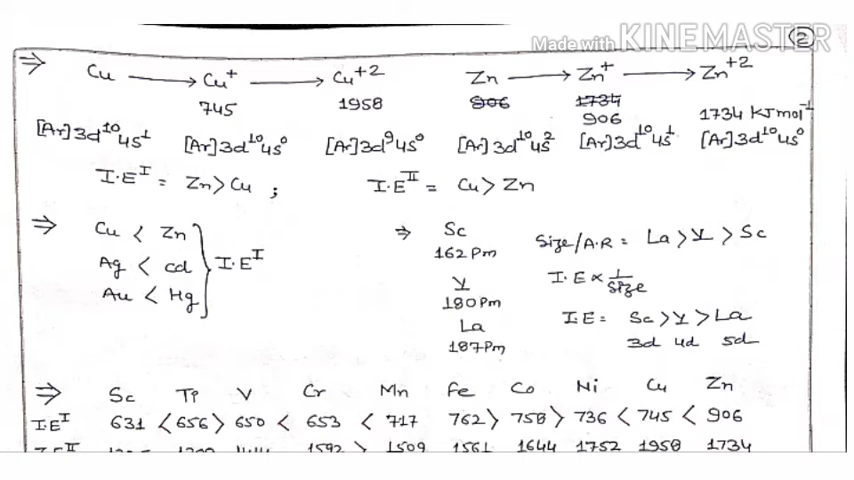 Made with KINEMASTER
②
⇒ Cu → Cu⁺ → Cu⁺² Zn → Zn⁺ → Zn⁺²
745 1958 906 1734 906 1734 KJmol⁻¹
[Ar]3d¹⁰4s¹ [Ar]3d¹⁰4s⁰ [Ar]3d⁹4s⁰ [Ar]3d¹⁰4s² [Ar]3d¹⁰4s¹ [Ar]3d¹⁰4s⁰
I.Eᴵ = Zn > Cu ; I.Eᴵᴵ = Cu > Zn
⇒ Cu < Zn
Ag < cd } I.Eᴵ
Au < Hg
⇒ Sc
162 Pm
Y
180 Pm
La
187 Pm
Size/A.R = La > Y > Sc
I.E ∝ 1/Size
I.E = Sc > Y > La
3d 4d 5d
⇒ Sc Ti V Cr Mn Fe Co Ni Cu Zn
I.Eᴵ 631 < 656 > 650 < 653 < 717 762 > 758 > 736 < 745 < 906
1592 > 1509 1561 1644 1752 1958 1734